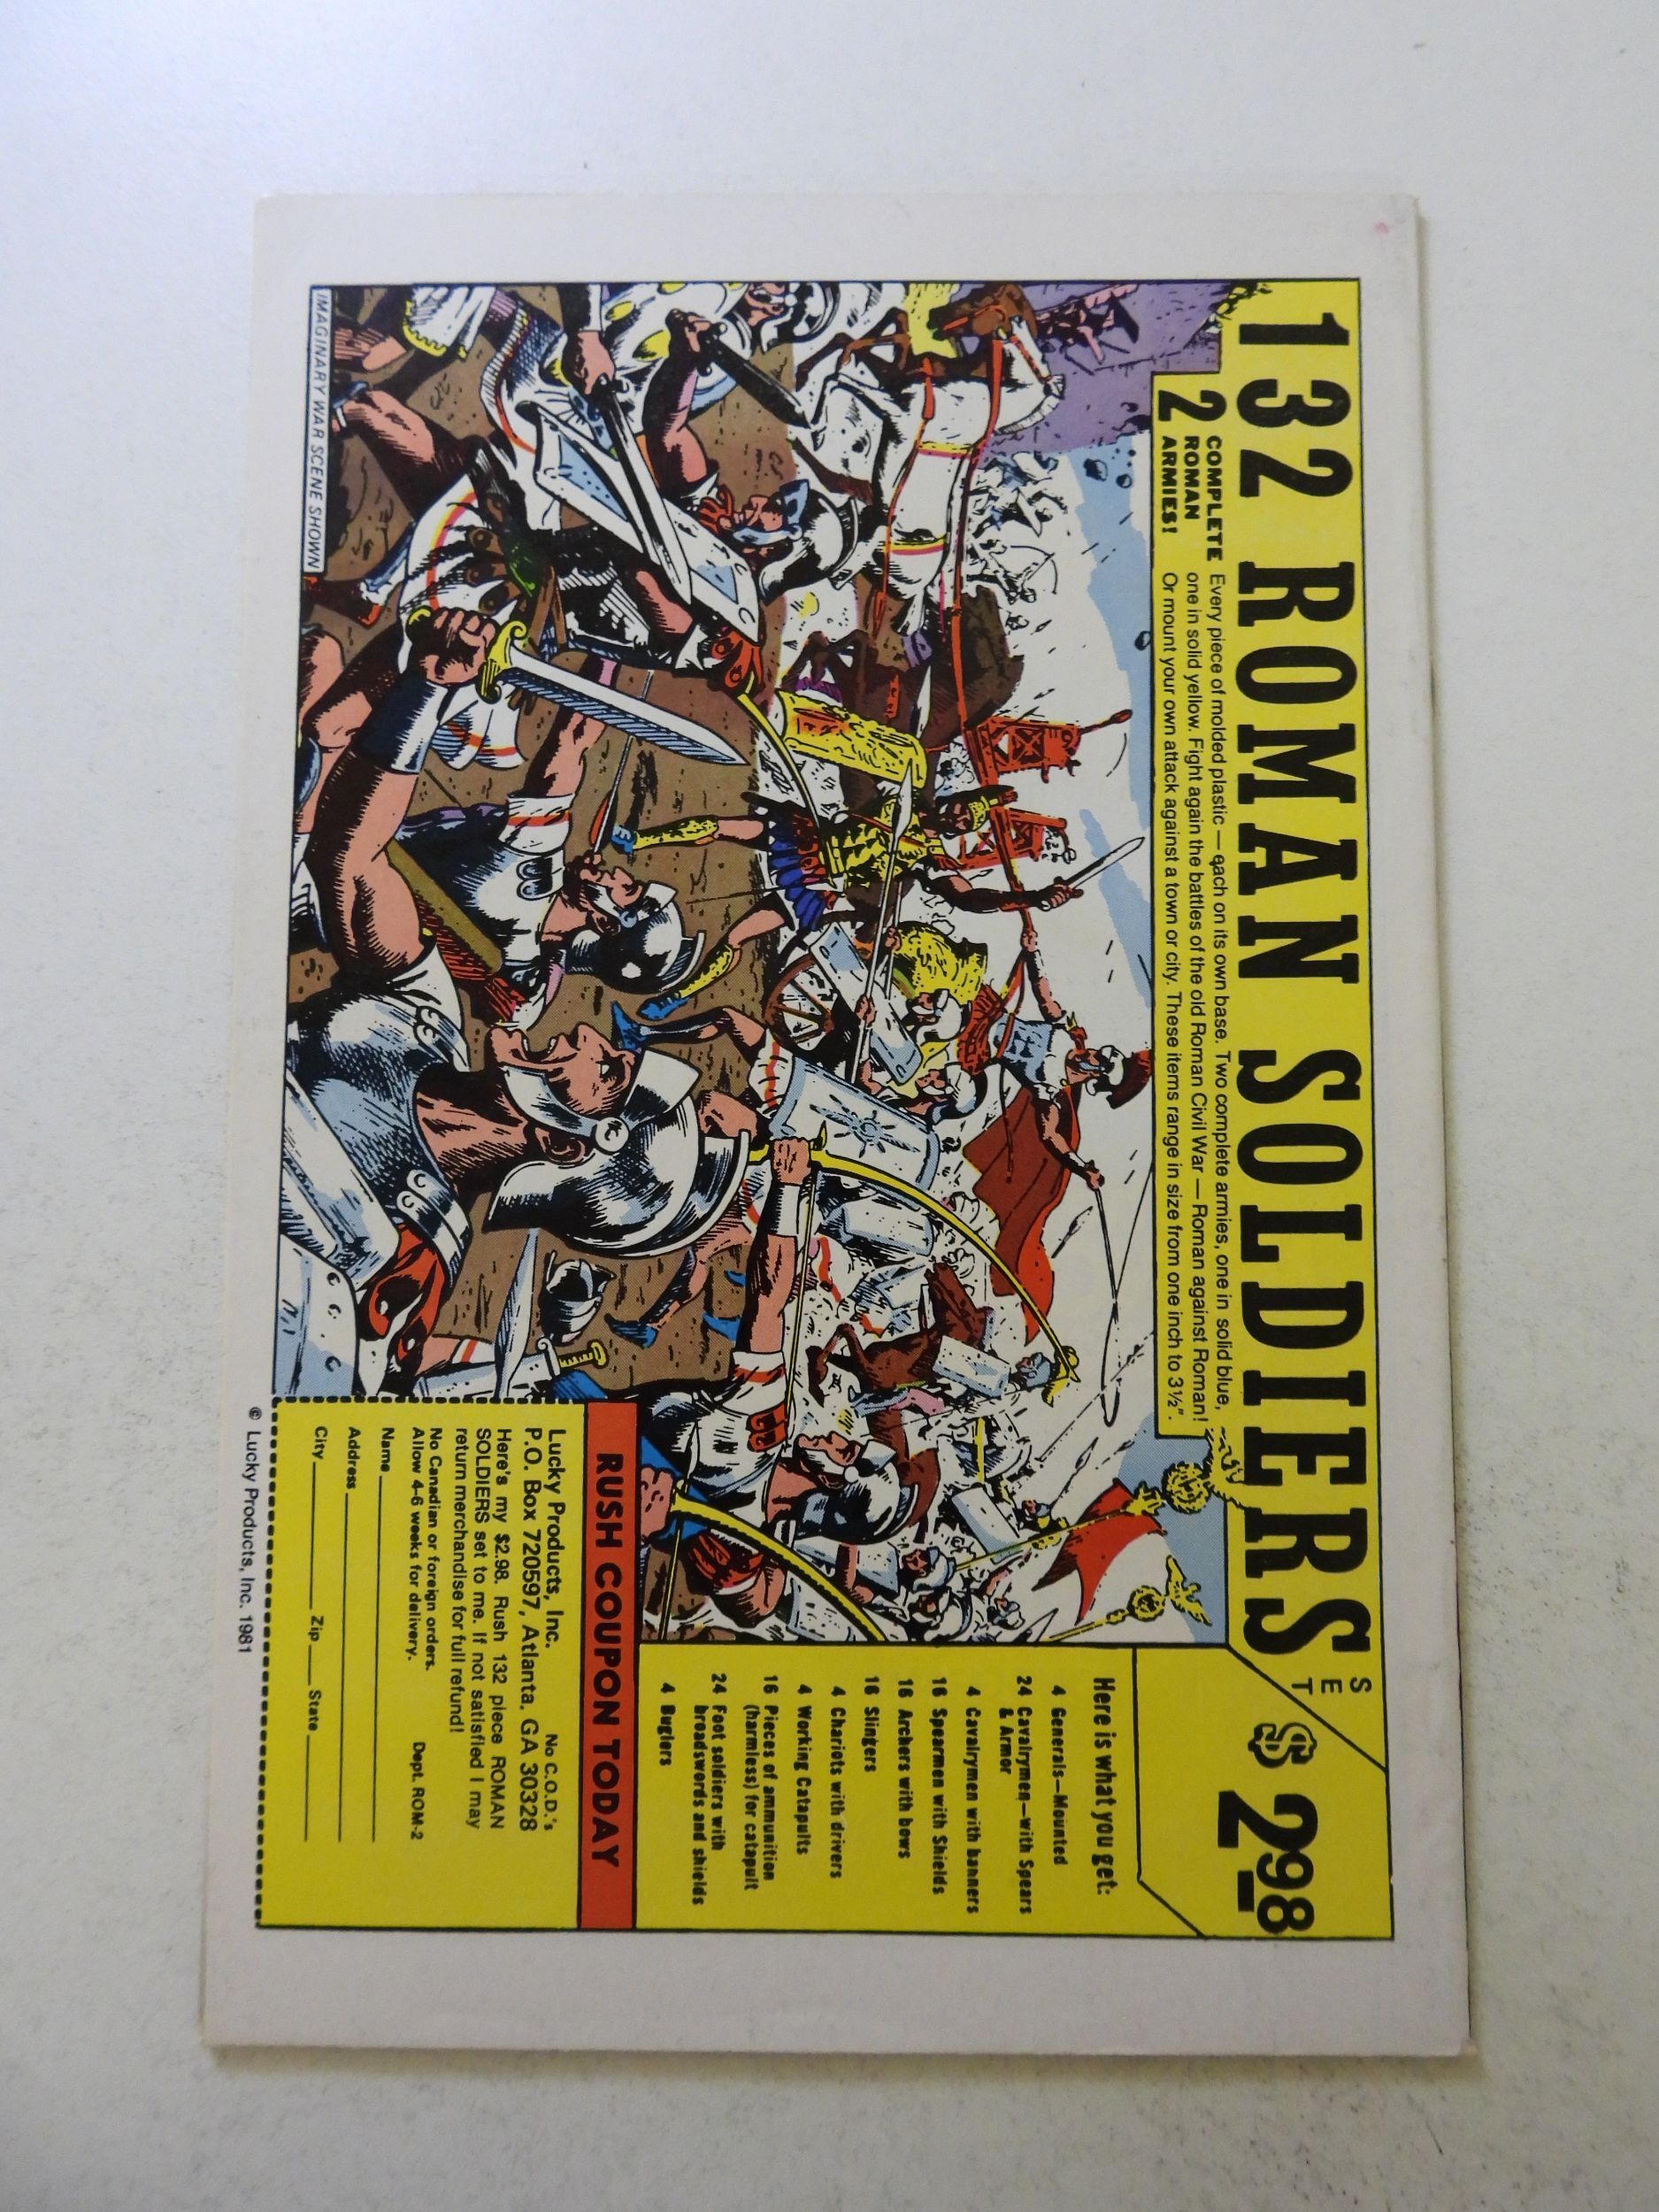 132 ROMAN SOLDIERS
SET
$2.98
2 COMPLETE
ROMAN
2 ARMIES!
Every piece of molded plastic — each on its own base. Two complete armies, one in solid blue,
one in solid yellow. Fight again the battles of the old Roman Civil War — Roman against Roman!
Or mount your own attack against a town or city. These items range in size from one inch to 3½".
Here is what you get:
4 Generals—Mounted
24 Cavalrymen—with Spears
& Armor
4 Cavalrymen with banners
16 Spearmen with Shields
16 Archers with bows
16 Slingers
4 Chariots with drivers
4 Working Catapults
16 Pieces of ammunition
(harmless) for catapult
24 Foot soldiers with
broadswords and shields
4 Buglers
IMAGINARY WAR SCENE SHOWN
RUSH COUPON TODAY
Lucky Products, Inc. No C.O.D.'s
P.O. Box 720597, Atlanta, GA 30328
Here's my $2.98. Rush 132 piece ROMAN
SOLDIERS set to me. If not satisfied I may
return merchandise for full refund!
No Canadian or foreign orders.
Allow 4-6 weeks for delivery. Dept. ROM-2
Name
Address
City Zip State
© Lucky Products, Inc. 1981